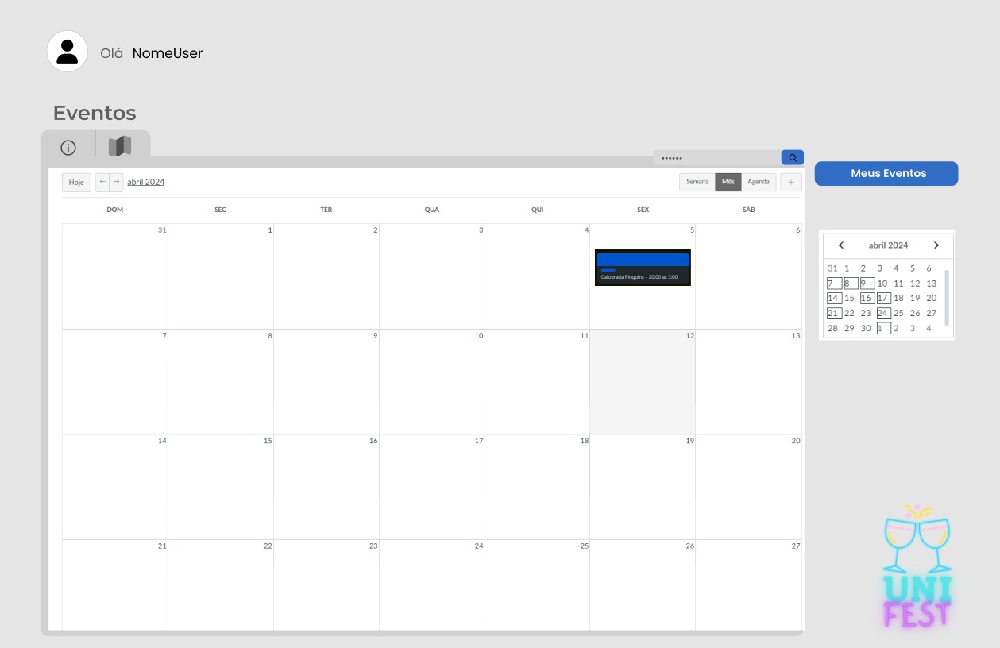 Olá NomeUser
Eventos
••••••
Meus Eventos
Hoje ← → abril 2024
Semana Mês Agenda +
DOM SEG TER QUA QUI SEX SÁB
31 1 2 3 4 5 6
Calourada Pinguins - 20:00 as 3:00
7 8 9 10 11 12 13
14 15 16 17 18 19 20
21 22 23 24 25 26 27
abril 2024
31 1 2 3 4 5 6
7 8 9 10 11 12 13
14 15 16 17 18 19 20
21 22 23 24 25 26 27
28 29 30 1 2 3 4
UNI
FEST